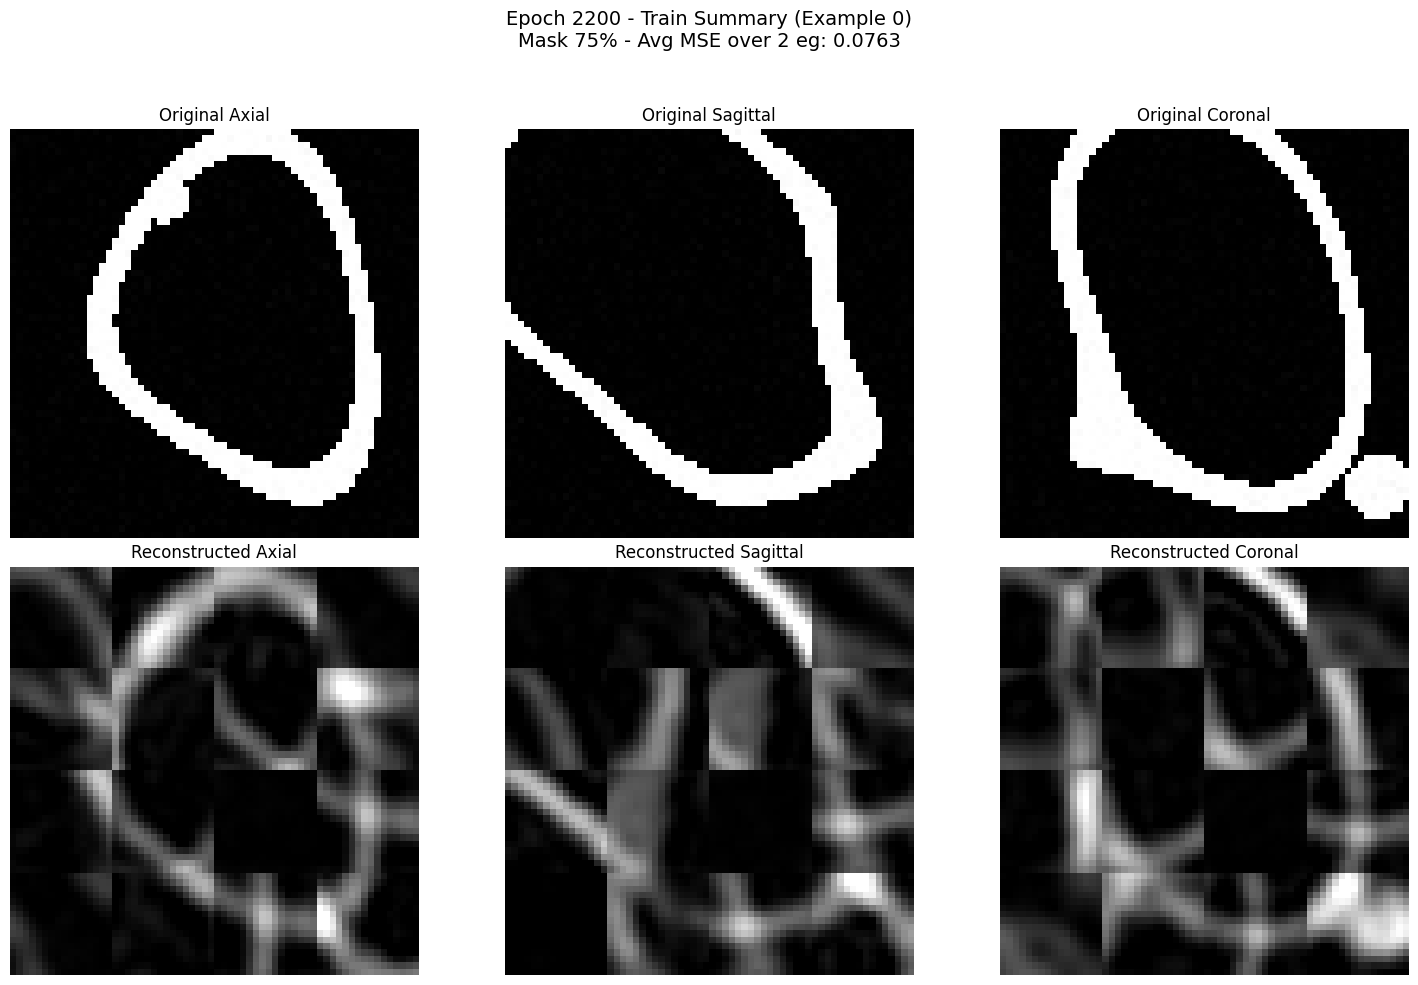 Epoch 2200 - Train Summary (Example 0)
Mask 75% - Avg MSE over 2 eg: 0.0763
Original Axial
Original Sagittal
Original Coronal
Reconstructed Axial
Reconstructed Sagittal
Reconstructed Coronal